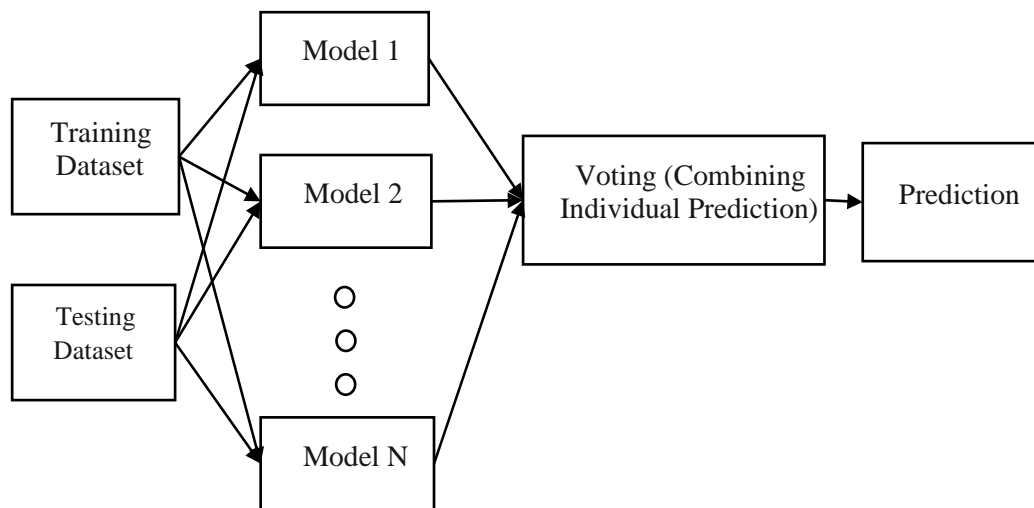 Training
Dataset
Testing
Dataset
Model 1
Model 2
Model N
Voting (Combining
Individual Prediction)
Prediction